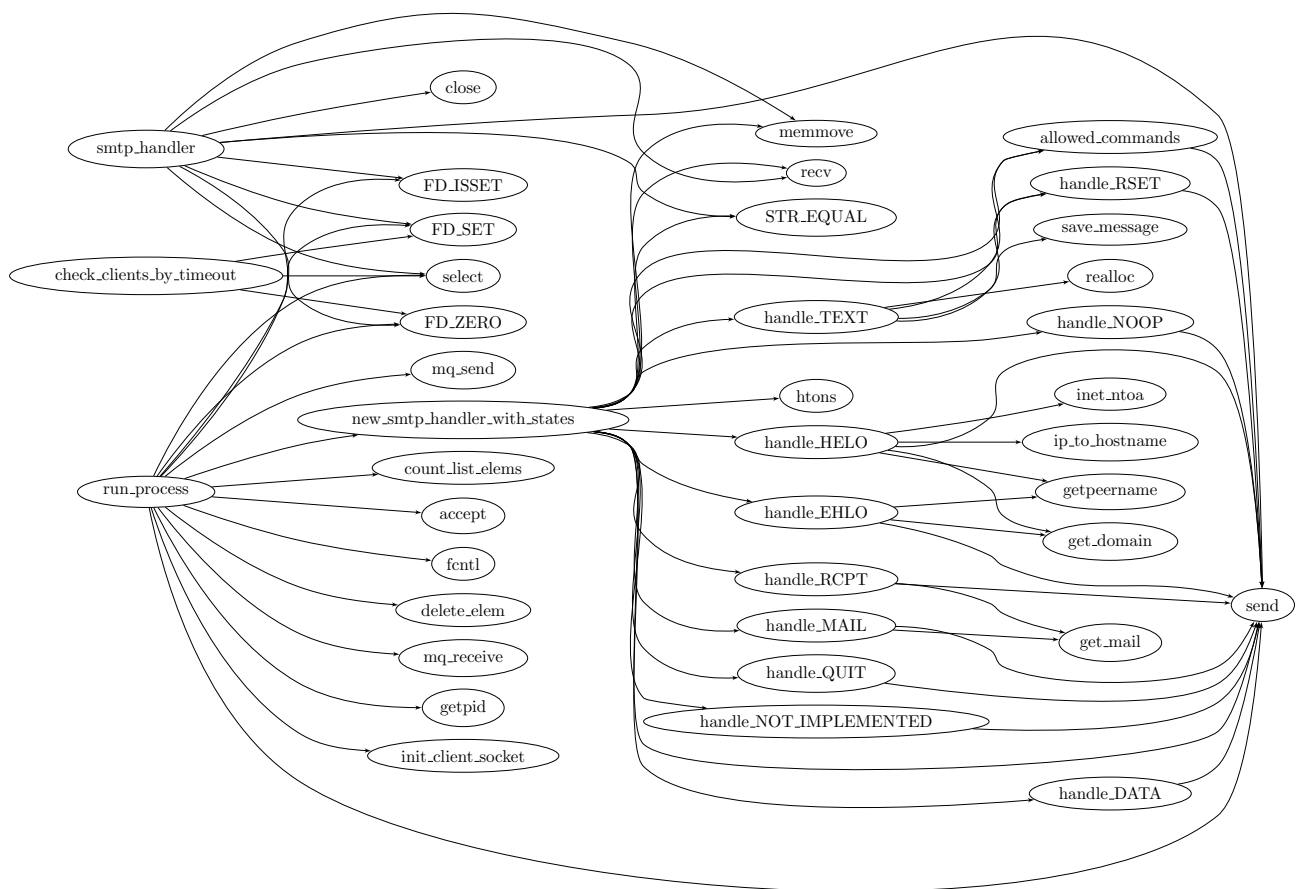 close
smtp_handler
FD_ISSET
FD_SET
check_clients_by_timeout
select
FD_ZERO
mq_send
new_smtp_handler_with_states
run_process
count_list_elems
accept
fcntl
delete_elem
mq_receive
getpid
init_client_socket
memmove
recv
STR_EQUAL
handle_TEXT
htons
handle_HELO
handle_EHLO
handle_RCPT
handle_MAIL
handle_QUIT
handle_NOT_IMPLEMENTED
allowed_commands
handle_RSET
save_message
realloc
handle_NOOP
inet_ntoa
ip_to_hostname
getpeername
get_domain
get_mail
handle_DATA
send